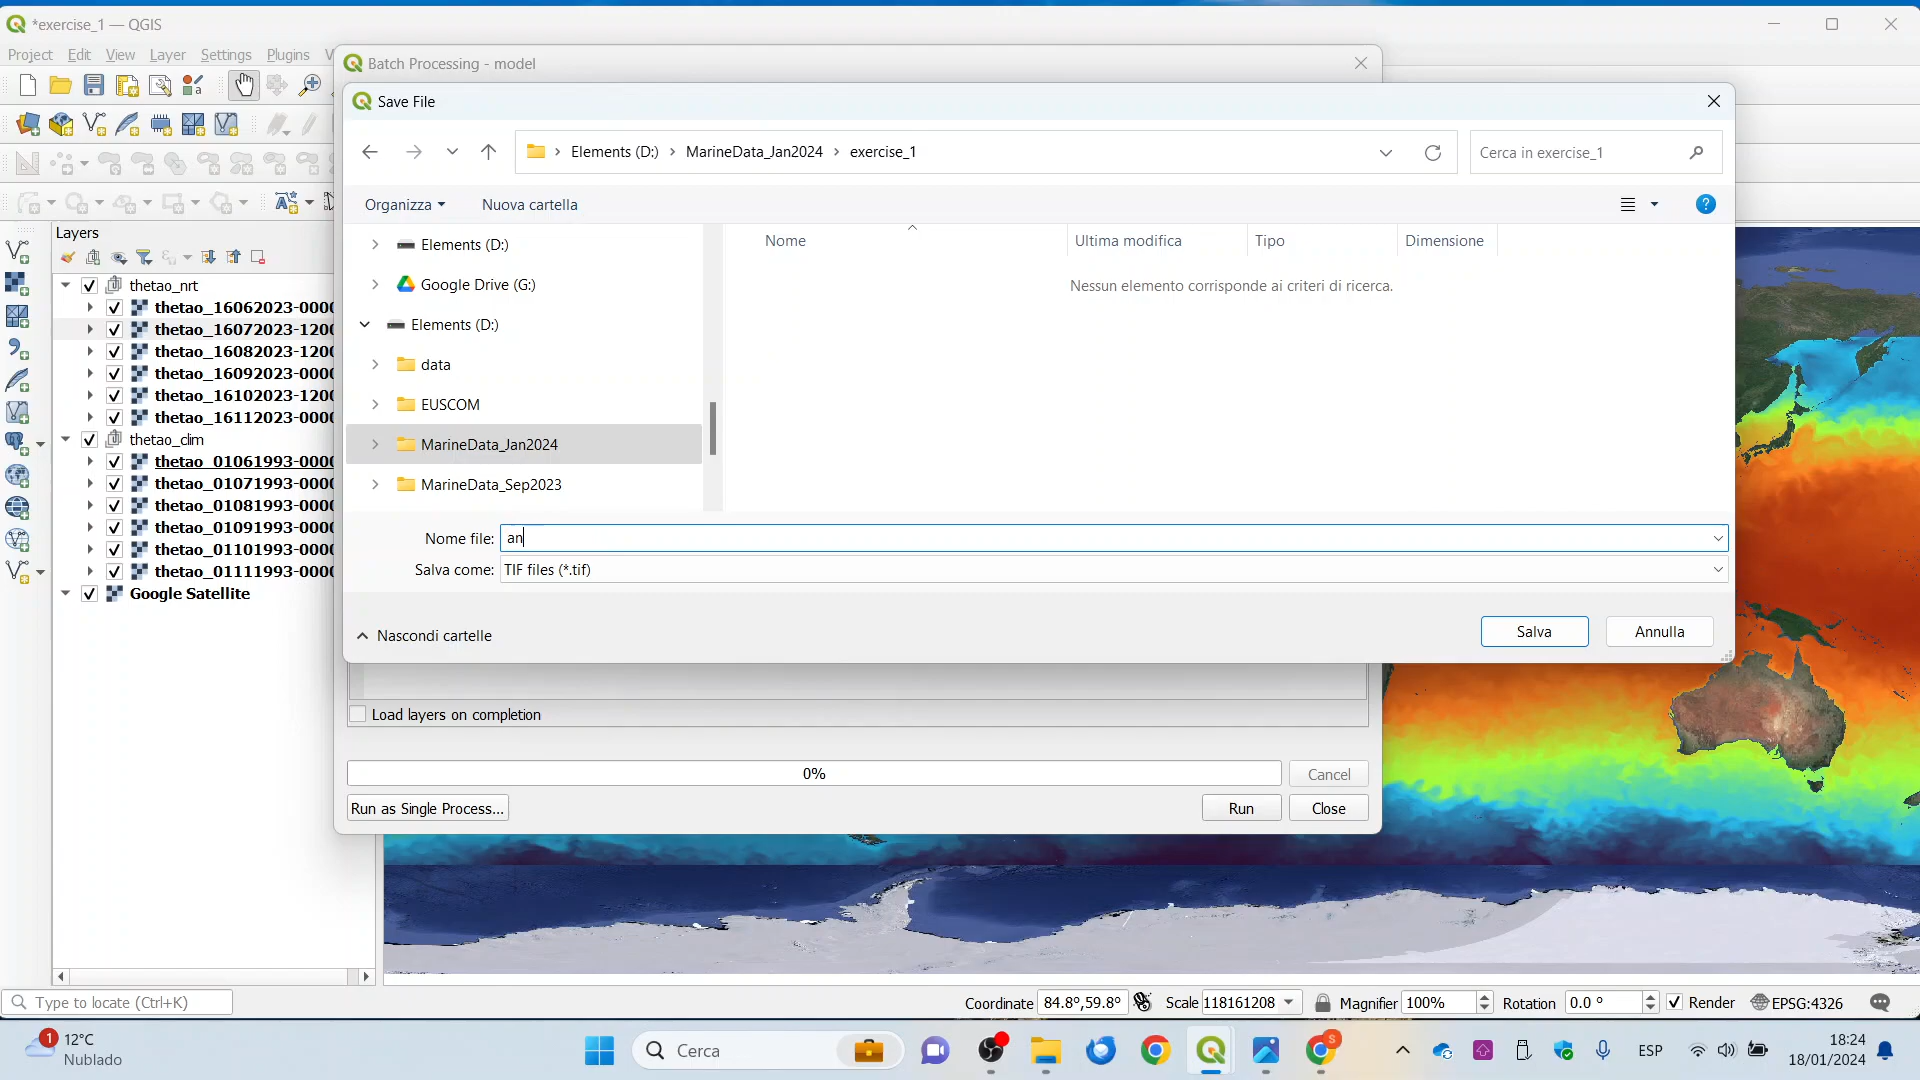 *exercise_1 — QGIS
Project Edit View Layer Settings Plugins V
Batch Processing - model
Save File
Elements (D:) > MarineData_Jan2024 > exercise_1
Cerca in exercise_1
Organizza
Nuova cartella
Layers
thetao_nrt
thetao_16062023-0000
thetao_16072023-1200
thetao_16082023-1200
thetao_16092023-0000
thetao_16102023-1200
thetao_16112023-0000
thetao_clim
thetao_01061993-0000
thetao_01071993-0000
thetao_01081993-0000
thetao_01091993-0000
thetao_01101993-0000
thetao_01111993-0000
Google Satellite
Elements (D:)
Google Drive (G:)
Elements (D:)
data
EUSCOM
MarineData_Jan2024
MarineData_Sep2023
Nome Ultima modifica Tipo Dimensione
Nessun elemento corrisponde ai criteri di ricerca.
Nome file: an
Salva come: TIF files (*.tif)
Nascondi cartelle
Salva
Annulla
Load layers on completion
0%
Cancel
Run as Single Process...
Run
Close
Type to locate (Ctrl+K)
Coordinate 84.8°,59.8°
Scale 118161208
Magnifier 100%
Rotation 0.0 °
Render
EPSG:4326
1
12°C
Nublado
Cerca
S
ESP
18:24
18/01/2024